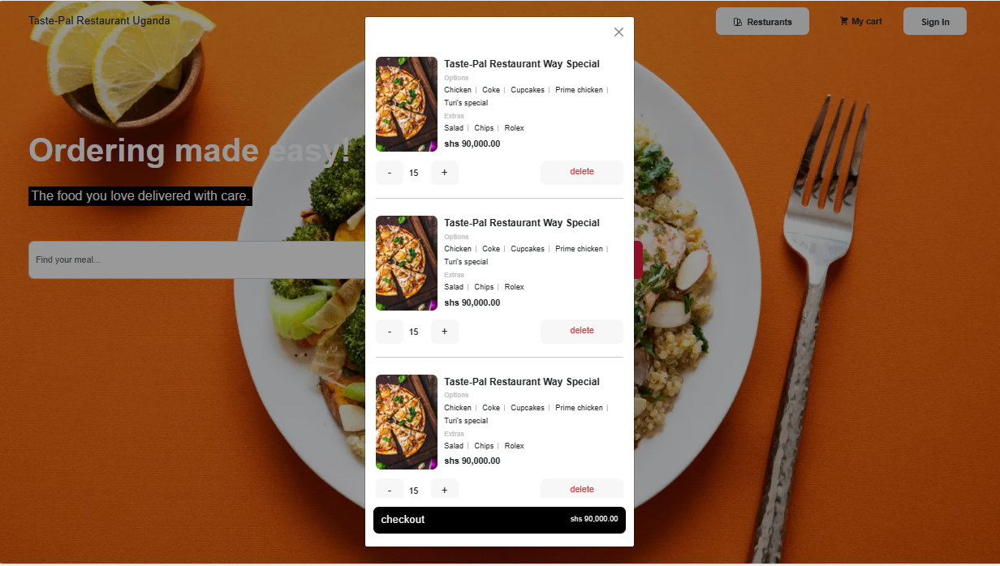 Taste-Pal Restaurant Uganda
Resturants
My cart
Sign In
Ordering made easy!
The food you love delivered with care.
Find your meal...
Taste-Pal Restaurant Way Special
Options
Chicken | Coke | Cupcakes | Prime chicken |
Turi's special
Extras
Salad | Chips | Rolex
shs 90,000.00
- 15 + delete
Taste-Pal Restaurant Way Special
Options
Chicken | Coke | Cupcakes | Prime chicken |
Turi's special
Extras
Salad | Chips | Rolex
shs 90,000.00
- 15 + delete
Taste-Pal Restaurant Way Special
Options
Chicken | Coke | Cupcakes | Prime chicken |
Turi's special
Extras
Salad | Chips | Rolex
shs 90,000.00
- 15 + delete
checkout shs 90,000.00